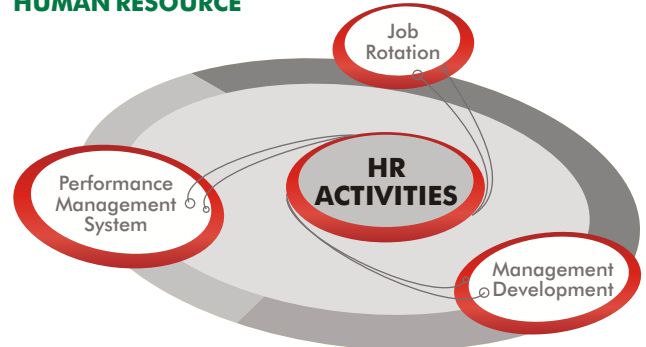 HUMAN RESOURCE
Job
Rotation
HR
ACTIVITIES
Performance
Management
System
Management
Development